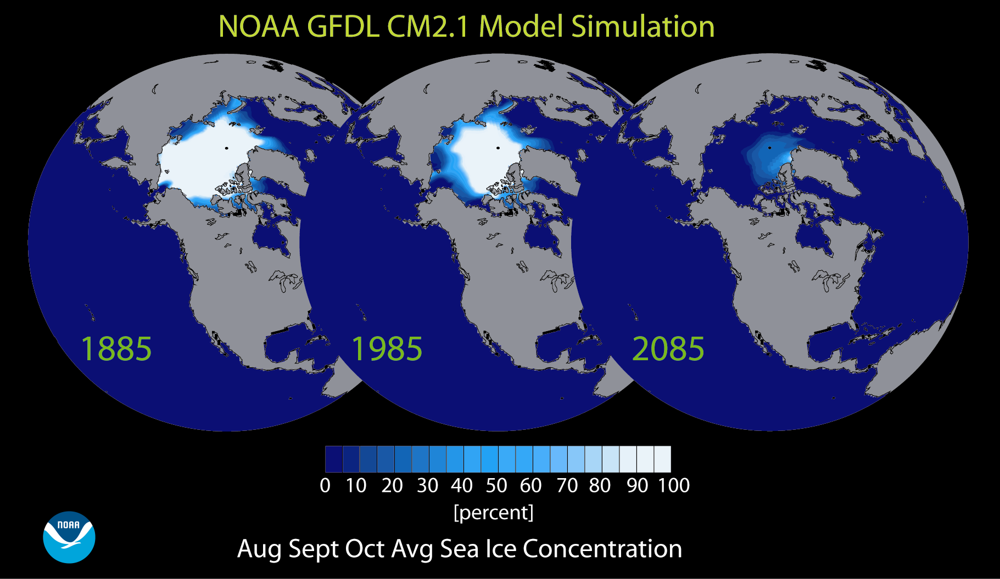 NOAA GFDL CM2.1 Model Simulation
1885 1985 2085
0 10 20 30 40 50 60 70 80 90 100
[percent]
NOAA
Aug Sept Oct Avg Sea Ice Concentration